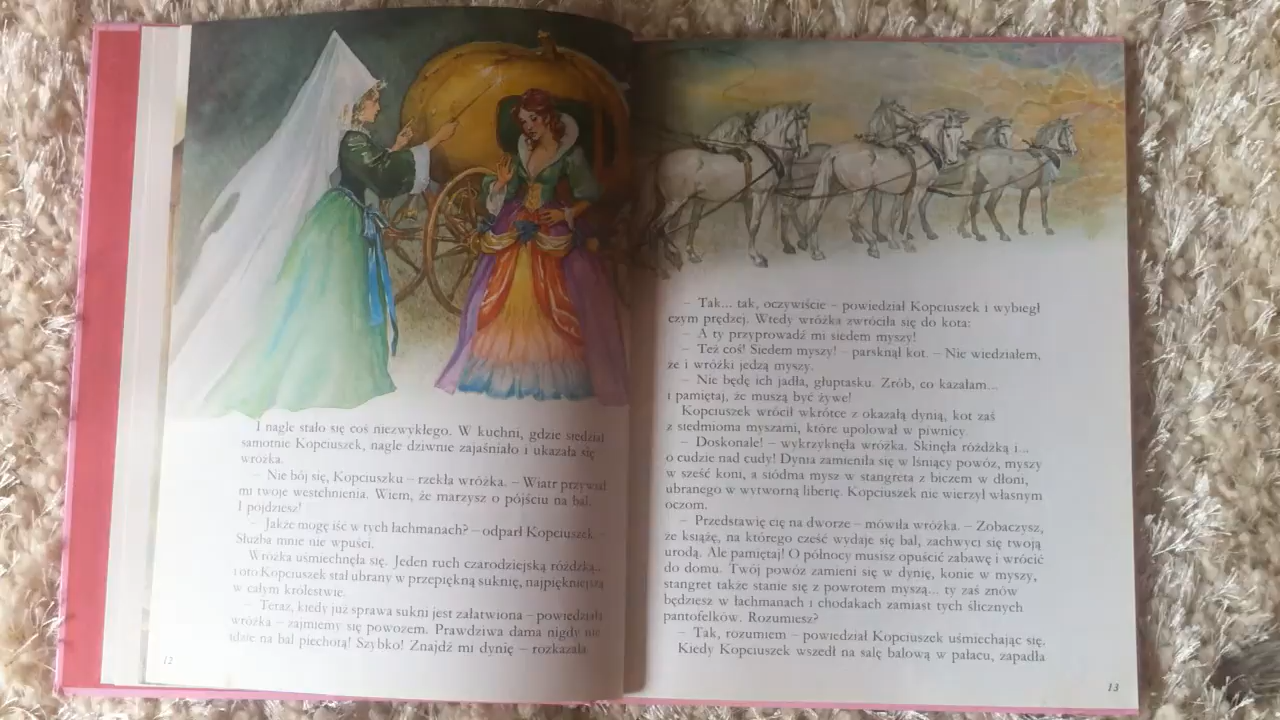 I nagle stało się coś niezwykłego. W kuchni, gdzie siedział
samotnie Kopciuszek, nagle dziwnie zajaśniało i ukazała się
wróżka.
– Nie bój się, Kopciuszku – rzekła wróżka. – Wiatr przywiał
mi twoje westchnienia. Wiem, że marzysz o pójściu na bal.
I pójdziesz!
– Jakże mogę iść w tych łachmanach? – odparł Kopciuszek. –
Służba mnie nie wpuści.
Wróżka uśmiechnęła się. Jeden ruch czarodziejską różdżką...
i oto Kopciuszek stał ubrany w przepiękną suknię, najpiękniejszą
w całym królestwie.
– Teraz, kiedy już sprawa sukni jest załatwiona – powiedziała
wróżka – zajmiemy się powozem. Prawdziwa dama nigdy nie
idzie na bal piechotą! Szybko! Znajdź mi dynię – rozkazała.
12
– Tak... tak, oczywiście – powiedział Kopciuszek i wybiegł
czym prędzej. Wtedy wróżka zwróciła się do kota:
– A ty przyprowadź mi siedem myszy!
– Też coś! Siedem myszy! – parsknął kot. – Nie wiedziałem,
że i wróżki jedzą myszy.
– Nie będę ich jadła, głuptasku. Zrób, co kazałam...
i pamiętaj, że muszą być żywe!
Kopciuszek wrócił wkrótce z okazałą dynią, kot zaś
z siedmioma myszami, które upolował w piwnicy.
– Doskonale! – wykrzyknęła wróżka. Skinęła różdżką i...
o cudzie nad cudy! Dynia zamieniła się w lśniący powóz, myszy
w sześć koni, a siódma mysz w stangreta z biczem w dłoni,
ubranego w wytworną liberię. Kopciuszek nie wierzył własnym
oczom.
– Przedstawię cię na dworze – mówiła wróżka. – Zobaczysz,
że książę, na którego cześć wydaje się bal, zachwyci się twoją
urodą. Ale pamiętaj! O północy musisz opuścić zabawę i wrócić
do domu. Twój powóz zamieni się w dynię, konie w myszy,
stangret także stanie się z powrotem myszą... ty zaś znów
będziesz w łachmanach i chodakach zamiast tych ślicznych
pantofelków. Rozumiesz?
– Tak, rozumiem – powiedział Kopciuszek uśmiechając się.
Kiedy Kopciuszek wszedł na salę balową w pałacu, zapadła
13